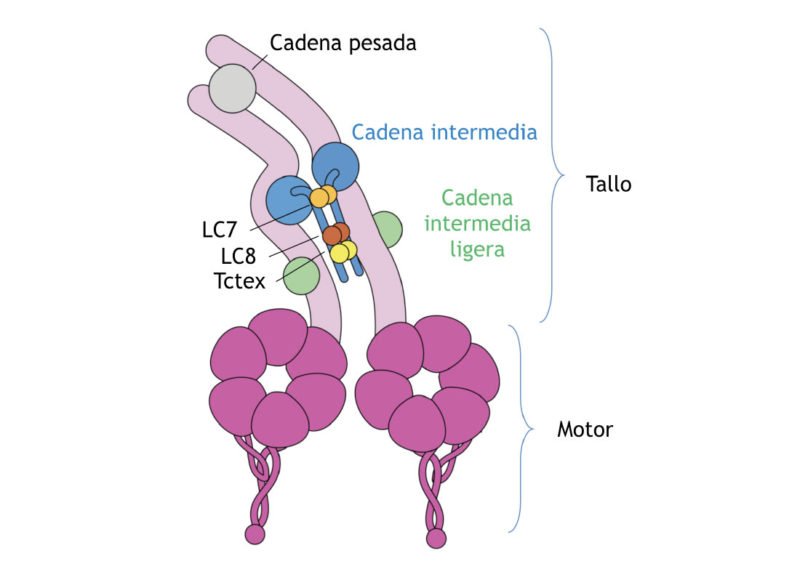 Cadena pesada
Cadena intermedia
Tallo
Cadena
intermedia
ligera
LC7
LC8
Tctex
Motor